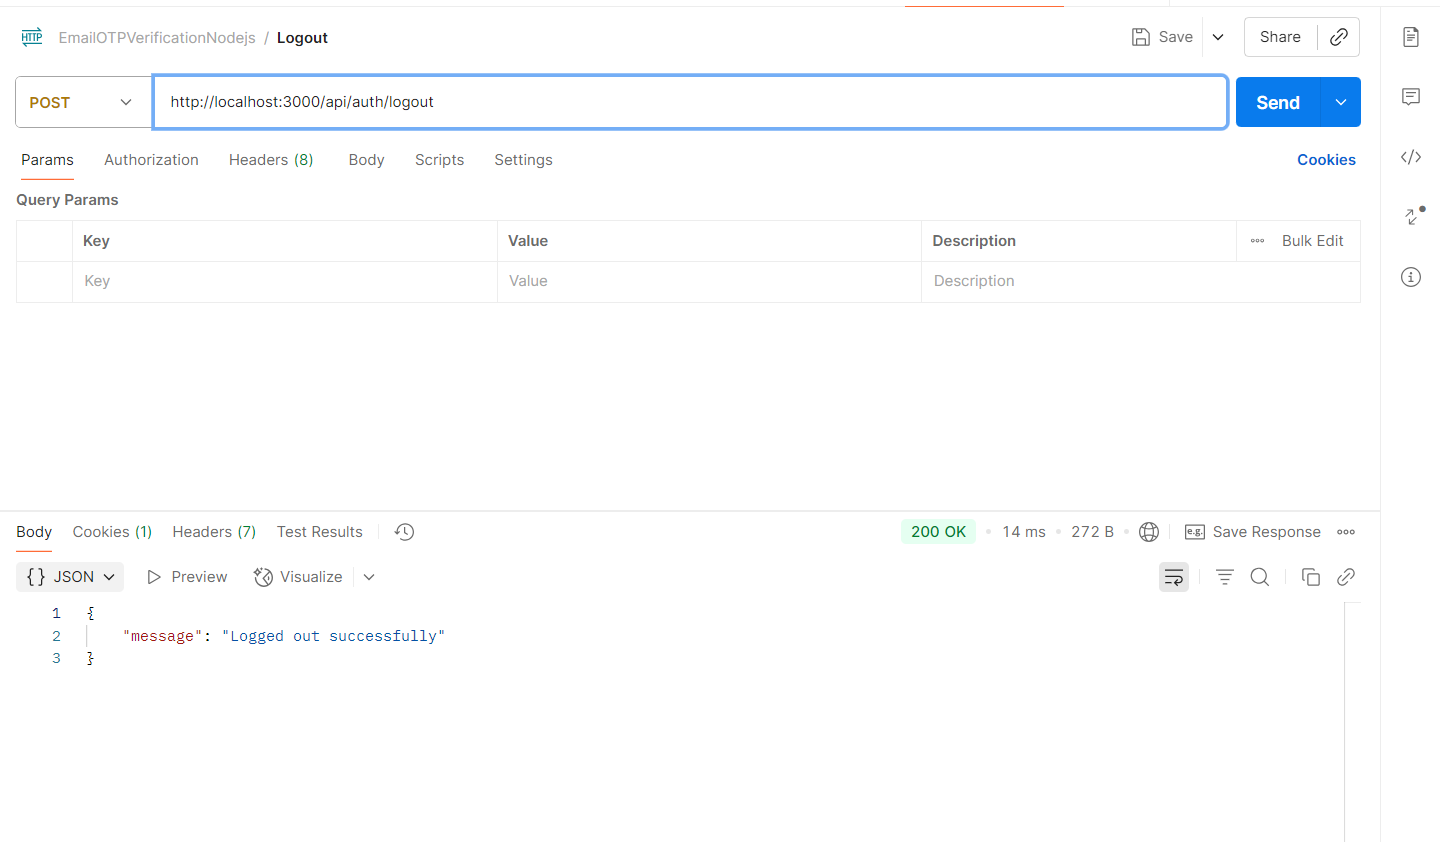 HTTP EmailOTPVerificationNodejs / Logout Save Share
POST http://localhost:3000/api/auth/logout Send
Params Authorization Headers (8) Body Scripts Settings Cookies
Query Params
Key Value Description Bulk Edit
Key Value Description
Body Cookies (1) Headers (7) Test Results 200 OK 14 ms 272 B e.g. Save Response
{} JSON Preview Visualize
1 {
2 "message": "Logged out successfully"
3 }